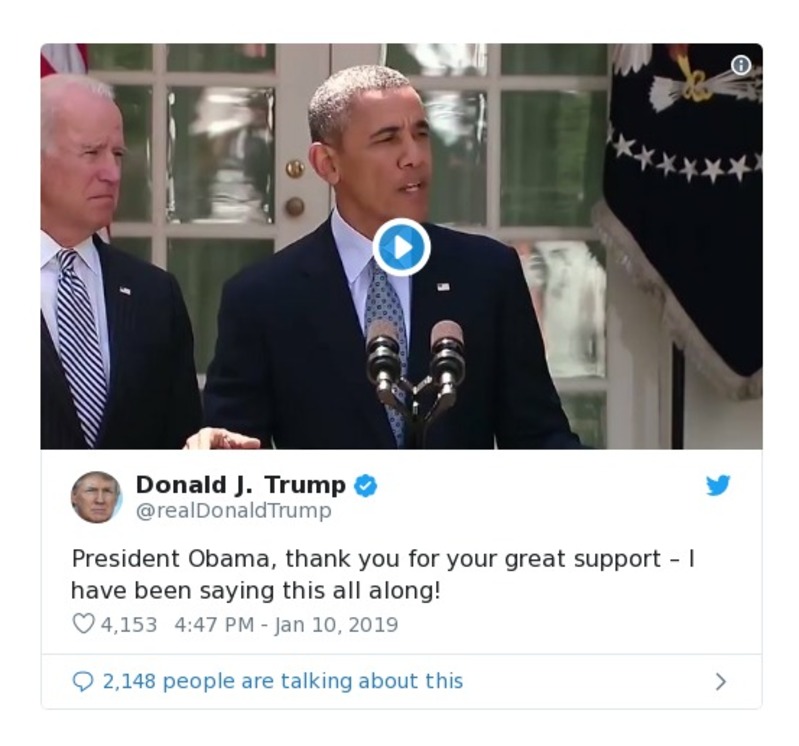 Donald J. Trump
@realDonaldTrump
President Obama, thank you for your great support – I
have been saying this all along!
4,153 4:47 PM - Jan 10, 2019
2,148 people are talking about this